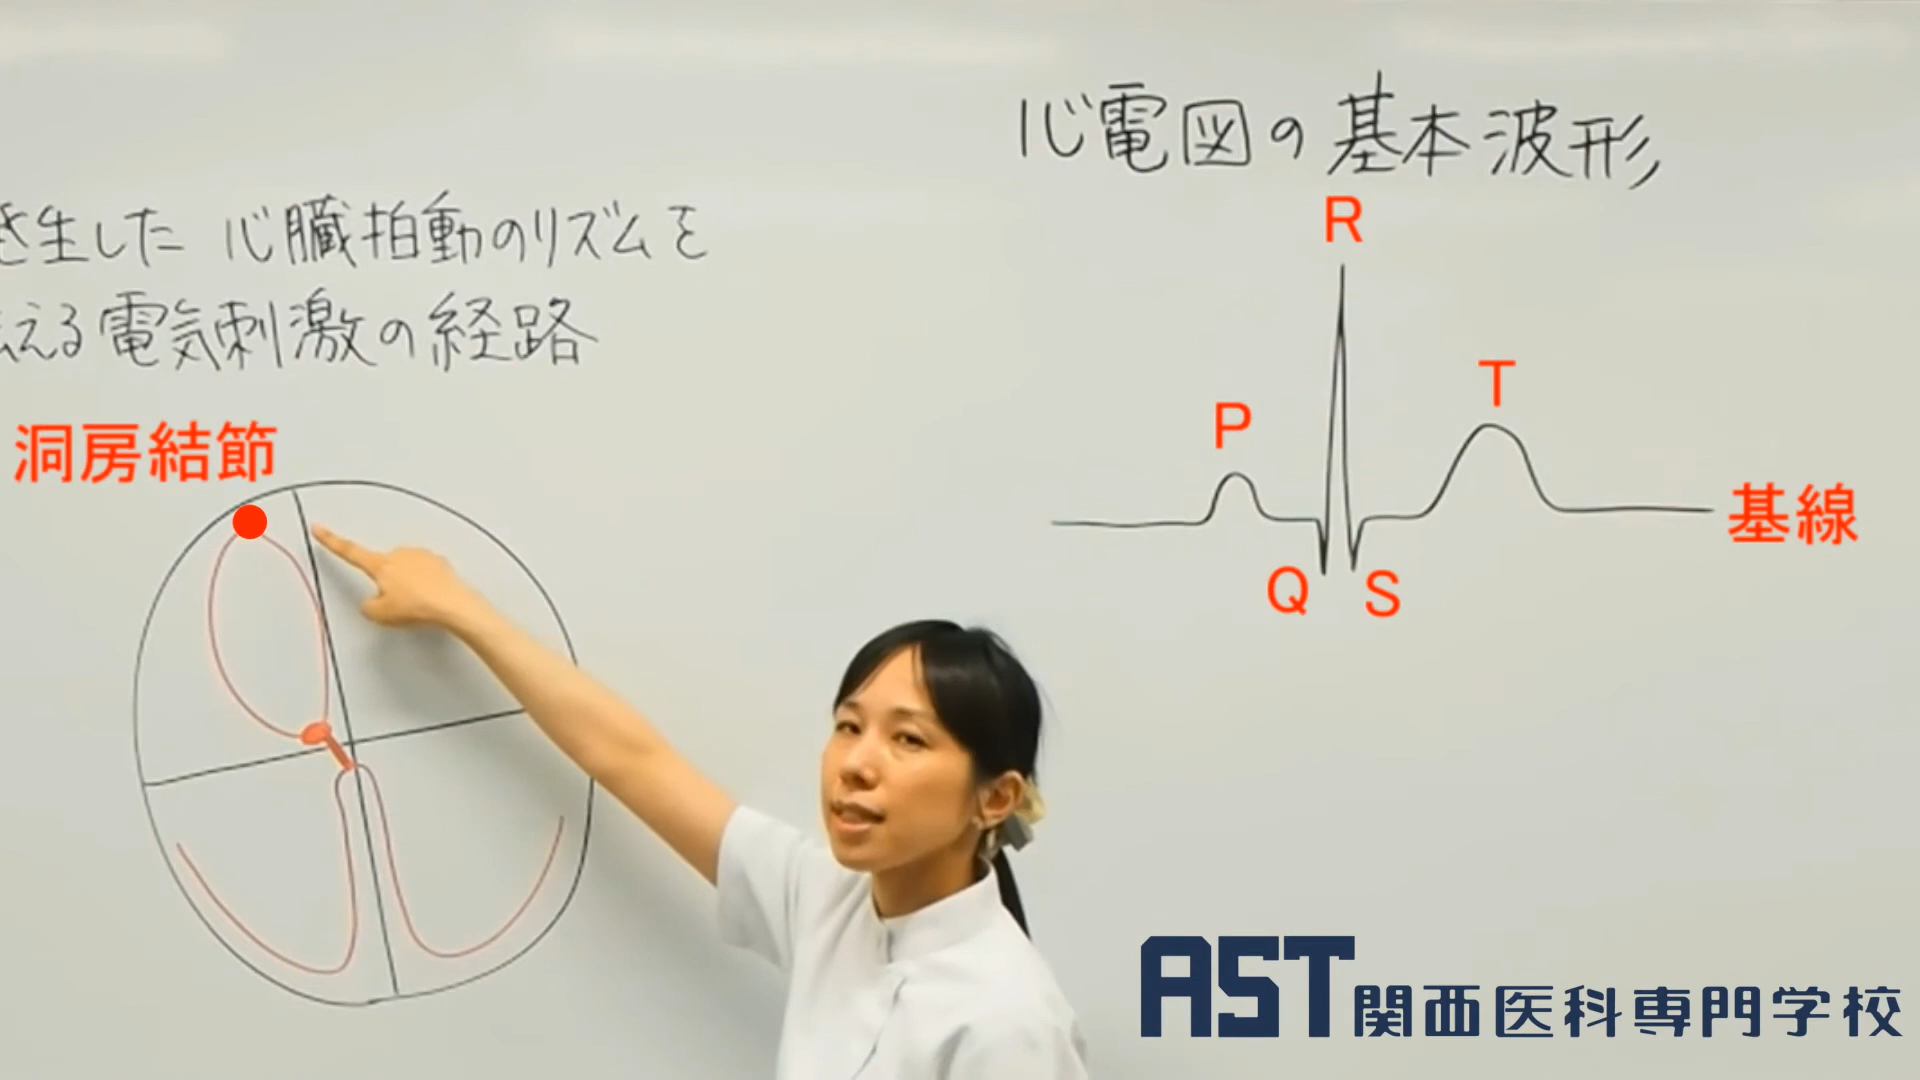 生した 心臓拍動のリズムを
える電気刺激の経路
洞房結節
心電図の基本波形
R
P
T
Q
S
基線
AST関西医科専門学校